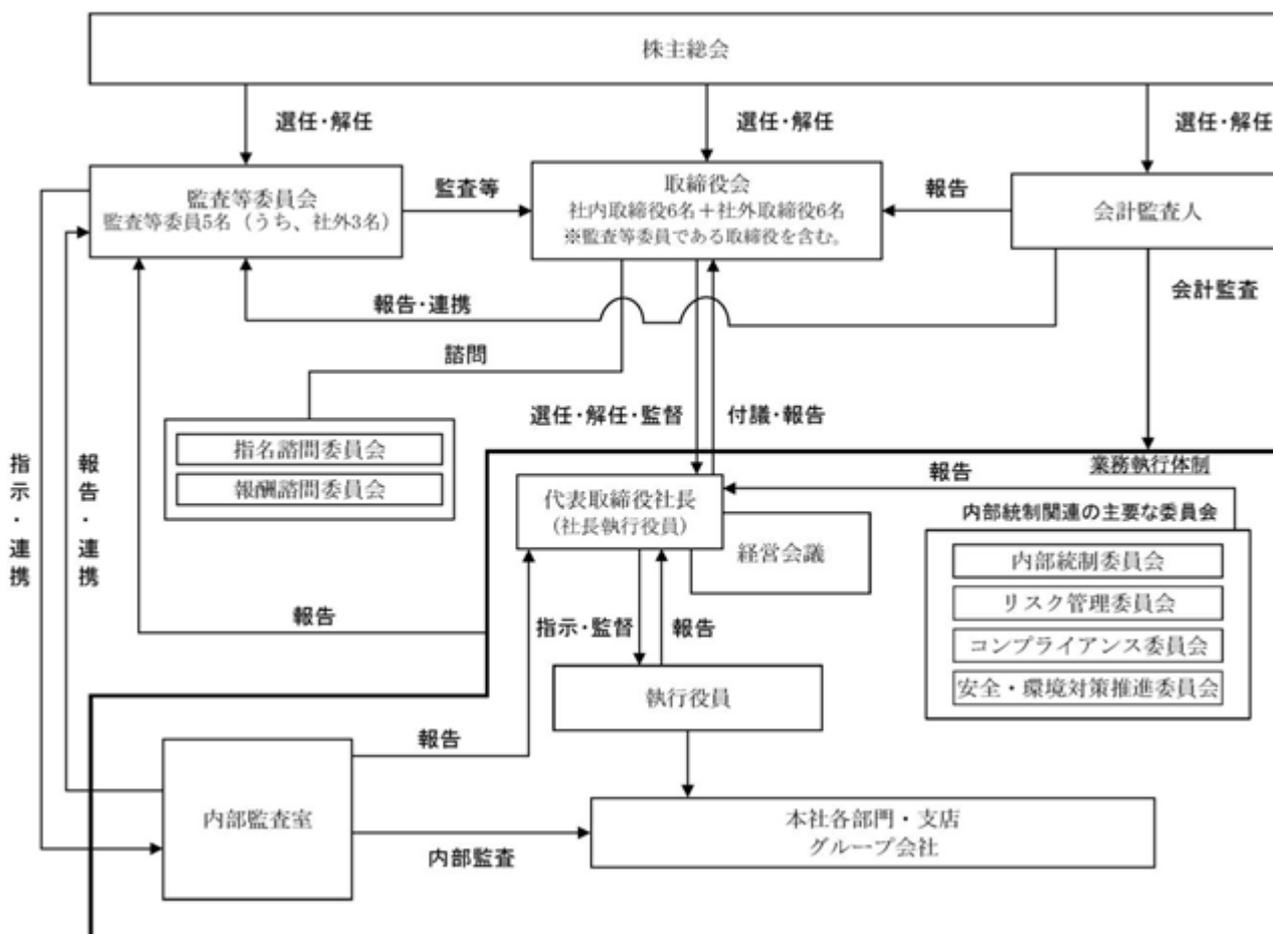 株主総会
選任・解任
選任・解任
選任・解任
監査等委員会
監査等委員5名（うち、社外3名）
監査等
取締役会
社内取締役6名＋社外取締役6名
※監査等委員である取締役を含む。
報告
会計監査人
報告・連携
会計監査
諮問
指名諮問委員会
報酬諮問委員会
選任・解任・監督
付議・報告
指示・連携
報告・連携
業務執行体制
報告
代表取締役社長
（社長執行役員）
経営会議
内部統制関連の主要な委員会
内部統制委員会
リスク管理委員会
コンプライアンス委員会
安全・環境対策推進委員会
報告
指示・監督
報告
執行役員
報告
内部監査室
内部監査
本社各部門・支店
グループ会社